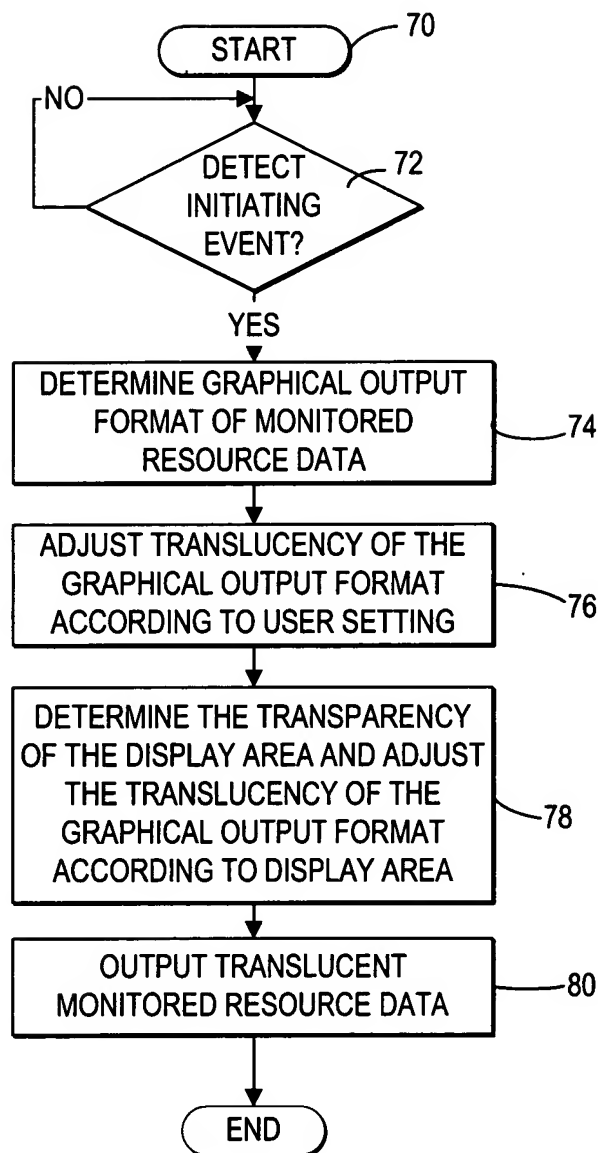 START
70
NO
DETECT
INITIATING
EVENT?
72
YES
DETERMINE GRAPHICAL OUTPUT
FORMAT OF MONITORED
RESOURCE DATA
74
ADJUST TRANSLUCENCY OF THE
GRAPHICAL OUTPUT FORMAT
ACCORDING TO USER SETTING
76
DETERMINE THE TRANSPARENCY
OF THE DISPLAY AREA AND ADJUST
THE TRANSLUCENCY OF THE
GRAPHICAL OUTPUT FORMAT
ACCORDING TO DISPLAY AREA
78
OUTPUT TRANSLUCENT
MONITORED RESOURCE DATA
80
END